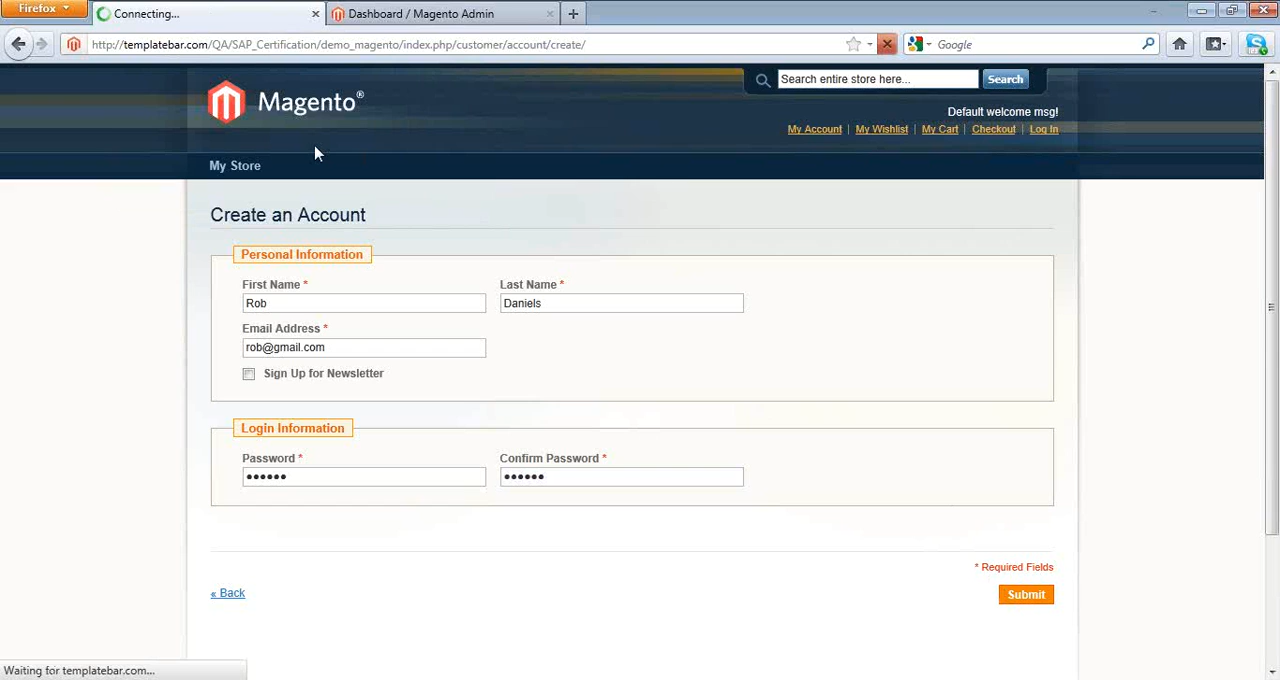 Firefox
Connecting...
Dashboard / Magento Admin
http://templatebar.com/QA/SAP_Certification/demo_magento/index.php/customer/account/create/
Google
Magento®
Search entire store here...
Search
Default welcome msg!
My Account | My Wishlist | My Cart | Checkout | Log In
My Store
Create an Account
Personal Information
First Name * Last Name *
Rob Daniels
Email Address *
rob@gmail.com
Sign Up for Newsletter
Login Information
Password * Confirm Password *
•••••• ••••••
* Required Fields
« Back
Submit
Waiting for templatebar.com...